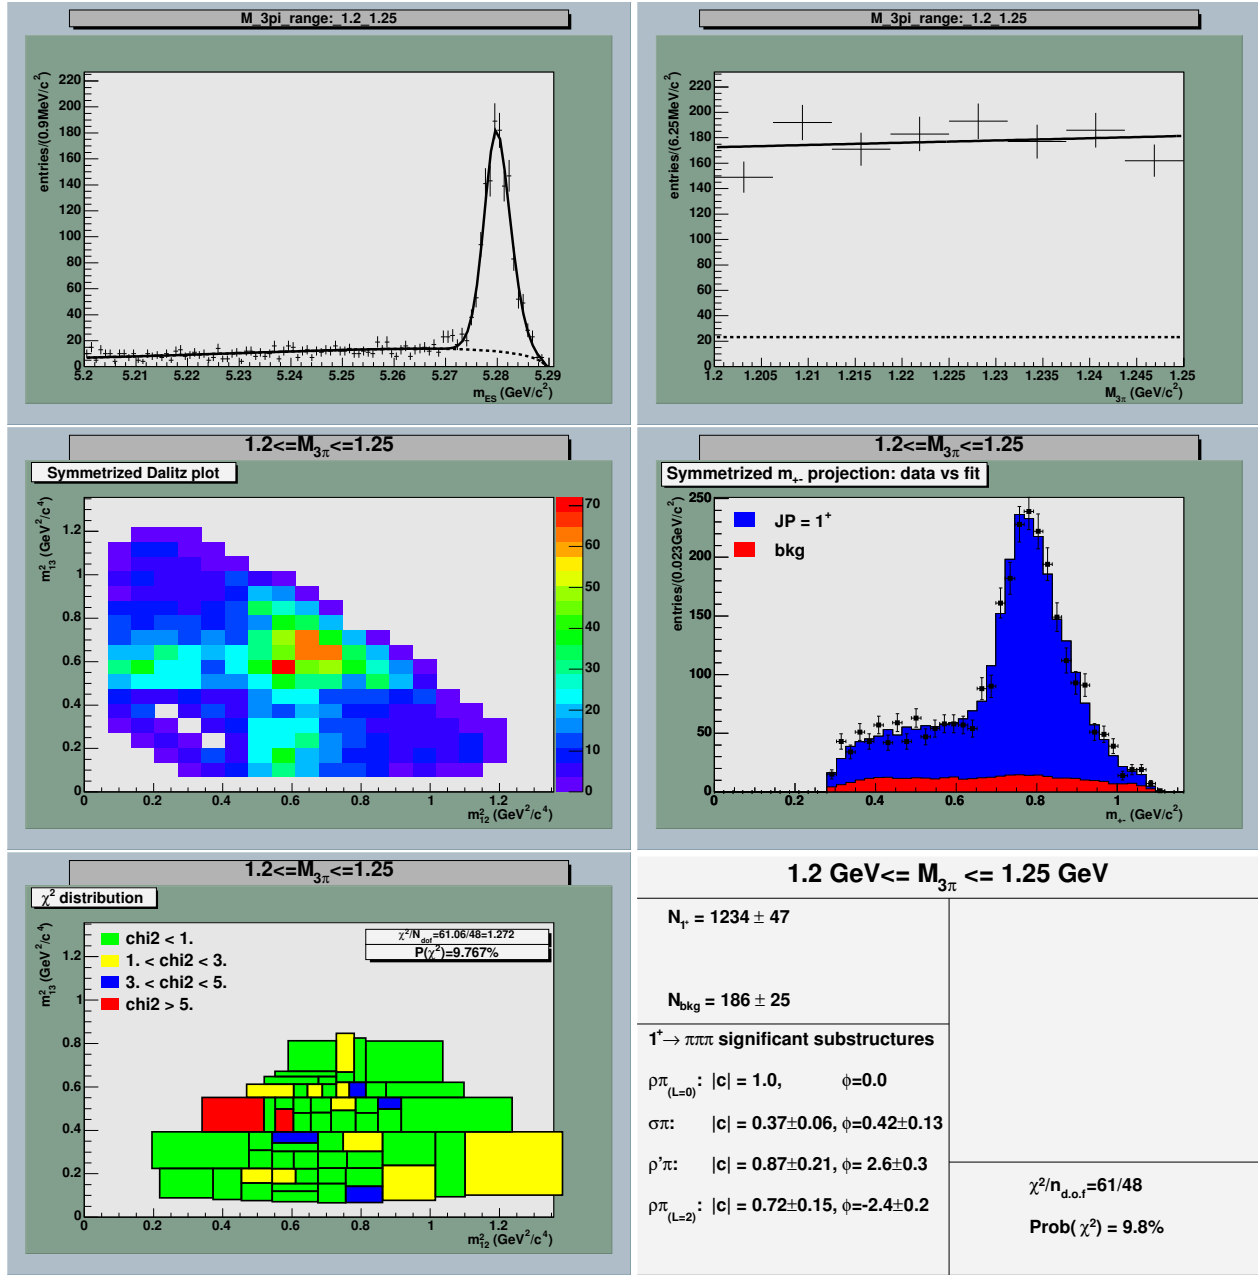 M_3pi_range:_1.2_1.25
entries/(0.9MeV/c²)
220
200
180
160
140
120
100
80
60
40
20
0
5.2 5.21 5.22 5.23 5.24 5.25 5.26 5.27 5.28 5.29
m_ES (GeV/c²)
M_3pi_range:_1.2_1.25
entries/(6.25MeV/c²)
220
200
180
160
140
120
100
80
60
40
20
0
1.2 1.205 1.21 1.215 1.22 1.225 1.23 1.235 1.24 1.245 1.25
M_3π (GeV/c²)
1.2<=M_3π<=1.25
Symmetrized Dalitz plot
m²_13 (GeV²/c⁴)
1.2
1
0.8
0.6
0.4
0.2
0
0 0.2 0.4 0.6 0.8 1 1.2
m²_12 (GeV²/c⁴)
70
60
50
40
30
20
10
0
1.2<=M_3π<=1.25
Symmetrized m_+- projection: data vs fit
entries/(0.023GeV/c²)
250
200
150
100
50
0
JP = 1⁺
bkg
0 0.2 0.4 0.6 0.8 1
m_+- (GeV/c²)
1.2<=M_3π<=1.25
χ² distribution
m²_13 (GeV²/c⁴)
1.2
1
0.8
0.6
0.4
0.2
0
chi2 < 1.
1. < chi2 < 3.
3. < chi2 < 5.
chi2 > 5.
χ²/N_dof=61.06/48=1.272
P(χ²)=9.767%
0 0.2 0.4 0.6 0.8 1 1.2
m²_12 (GeV²/c⁴)
1.2 GeV<= M_3π <= 1.25 GeV
N_1⁺ = 1234 ± 47
N_bkg = 186 ± 25
1⁺→ πππ significant substructures
ρπ_(L=0): |c| = 1.0, ϕ=0.0
σπ: |c| = 0.37±0.06, ϕ=0.42±0.13
ρ'π: |c| = 0.87±0.21, ϕ= 2.6±0.3
ρπ_(L=2): |c| = 0.72±0.15, ϕ=-2.4±0.2
χ²/n_d.o.f=61/48
Prob( χ²) = 9.8%